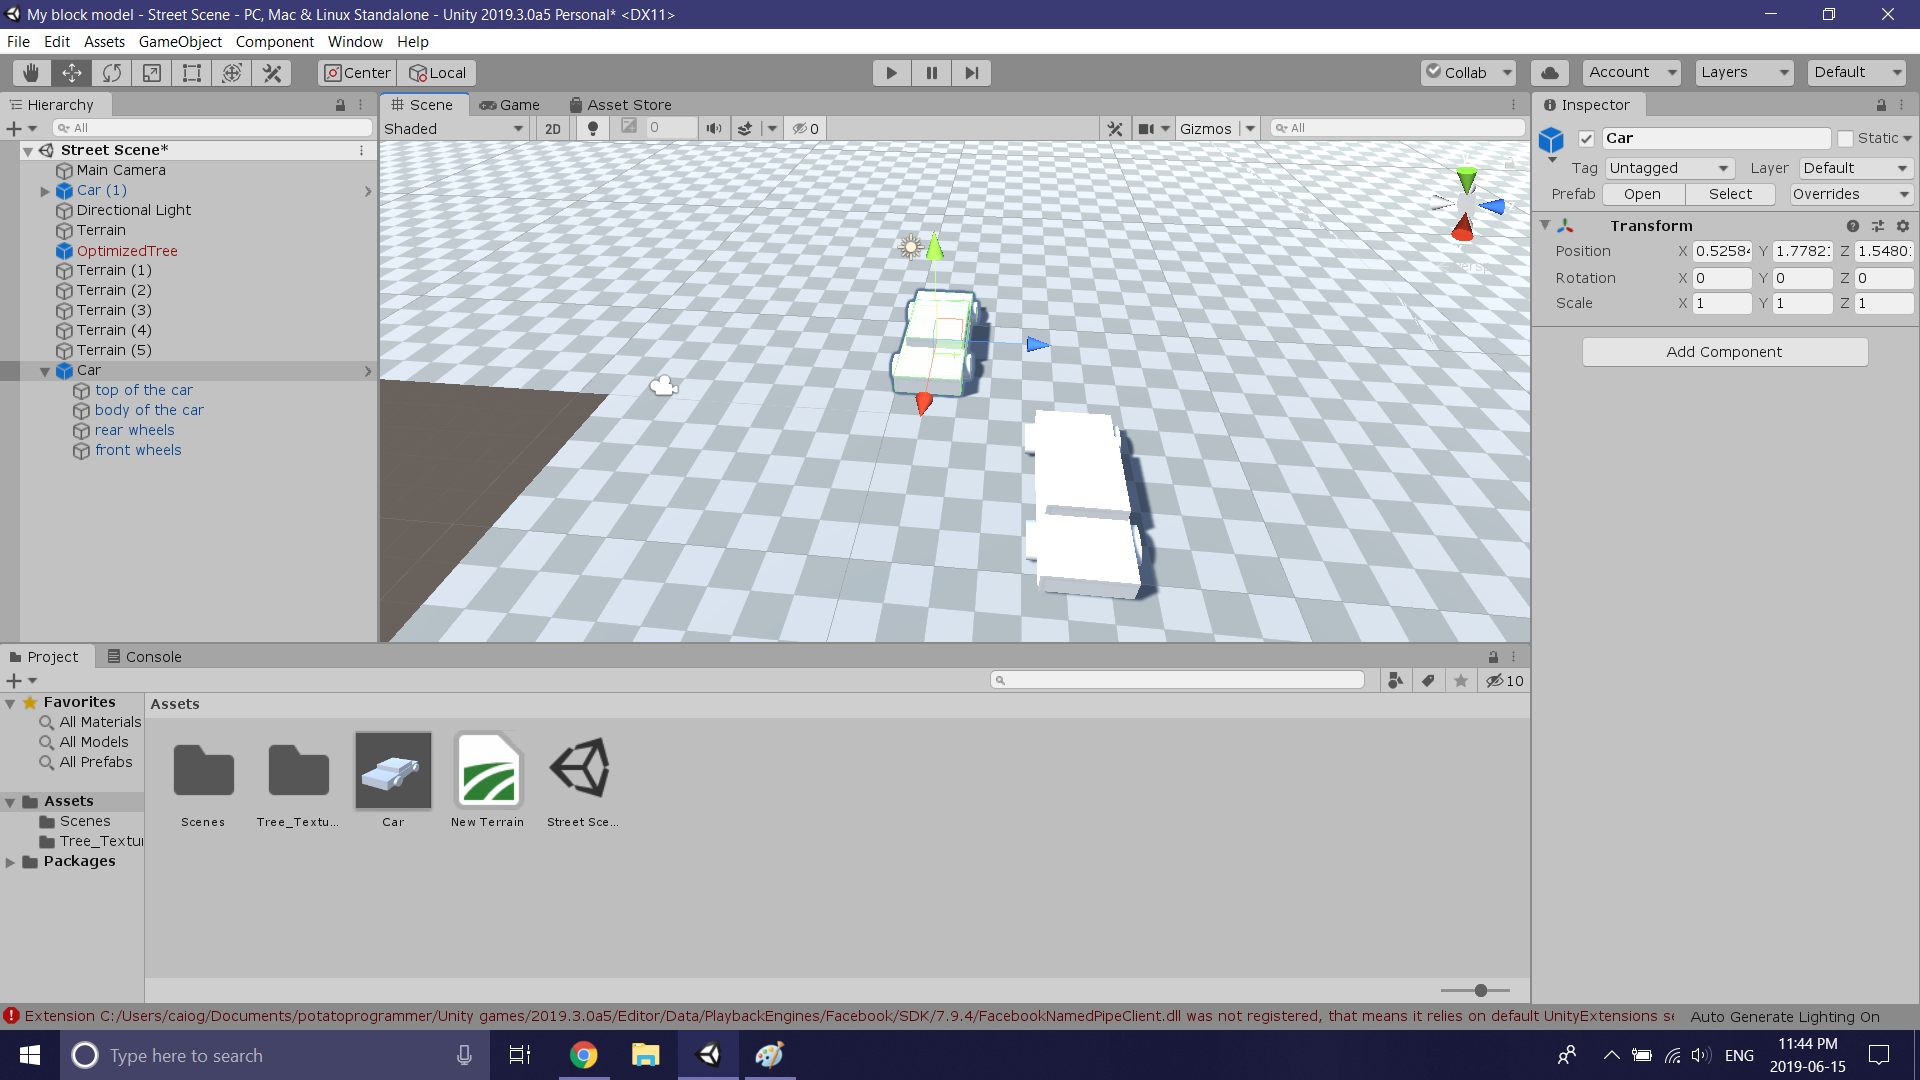 My block model - Street Scene - PC, Mac & Linux Standalone - Unity 2019.3.0a5 Personal* <DX11>
File Edit Assets GameObject Component Window Help
Center Local Collab Account Layers Default
Hierarchy
All
Street Scene*
Main Camera
Car (1)
Directional Light
Terrain
OptimizedTree
Terrain (1)
Terrain (2)
Terrain (3)
Terrain (4)
Terrain (5)
Car
top of the car
body of the car
rear wheels
front wheels
Scene Game Asset Store
Shaded 2D 0 0 Gizmos All
Inspector
Car Static
Tag Untagged Layer Default
Prefab Open Select Overrides
Transform
Position X 0.5258 Y 1.7782 Z 1.5480
Rotation X 0 Y 0 Z 0
Scale X 1 Y 1 Z 1
Add Component
Project Console
10
Favorites
All Materials
All Models
All Prefabs
Assets
Scenes
Tree_Textur
Packages
Assets
Scenes Tree_Textu... Car New Terrain Street Sce...
Extension C:/Users/caiog/Documents/potatoprogrammer/Unity games/2019.3.0a5/Editor/Data/PlaybackEngines/Facebook/SDK/7.9.4/FacebookNamedPipeClient.dll was not registered, that means it relies on default UnityExtensions se
Auto Generate Lighting On
Type here to search
ENG
11:44 PM
2019-06-15